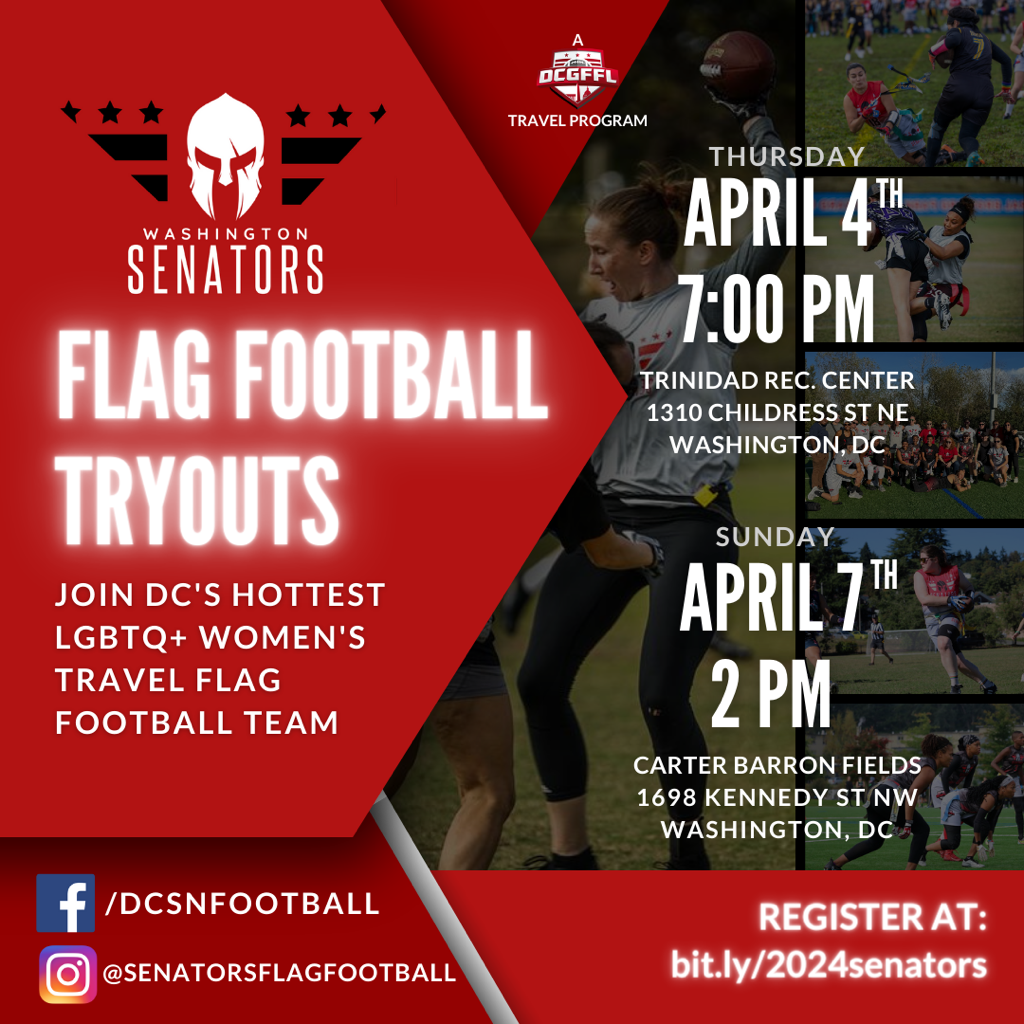 A
DCGFFL
TRAVEL PROGRAM
WASHINGTON
SENATORS
FLAG FOOTBALL
TRYOUTS
JOIN DC'S HOTTEST
LGBTQ+ WOMEN'S
TRAVEL FLAG
FOOTBALL TEAM
THURSDAY
APRIL 4TH
7:00 PM
TRINIDAD REC. CENTER
1310 CHILDRESS ST NE
WASHINGTON, DC
SUNDAY
APRIL 7TH
2 PM
CARTER BARRON FIELDS
1698 KENNEDY ST NW
WASHINGTON, DC
/DCSNFOOTBALL
@SENATORSFLAGFOOTBALL
REGISTER AT:
bit.ly/2024senators